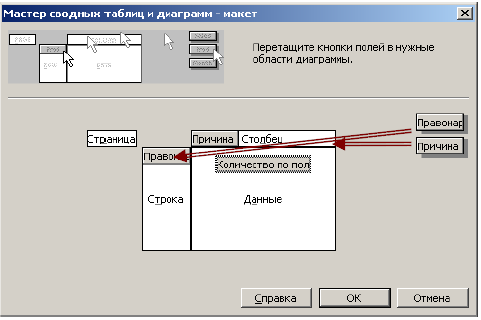 Мастер сводных таблиц и диаграмм - макет
Перетащите кнопки полей в нужные
области диаграммы.
Правонар
Страница
Причина Столбец
Причина
Правон
Количество по пол
Строка
Данные
Справка
ОК
Отмена